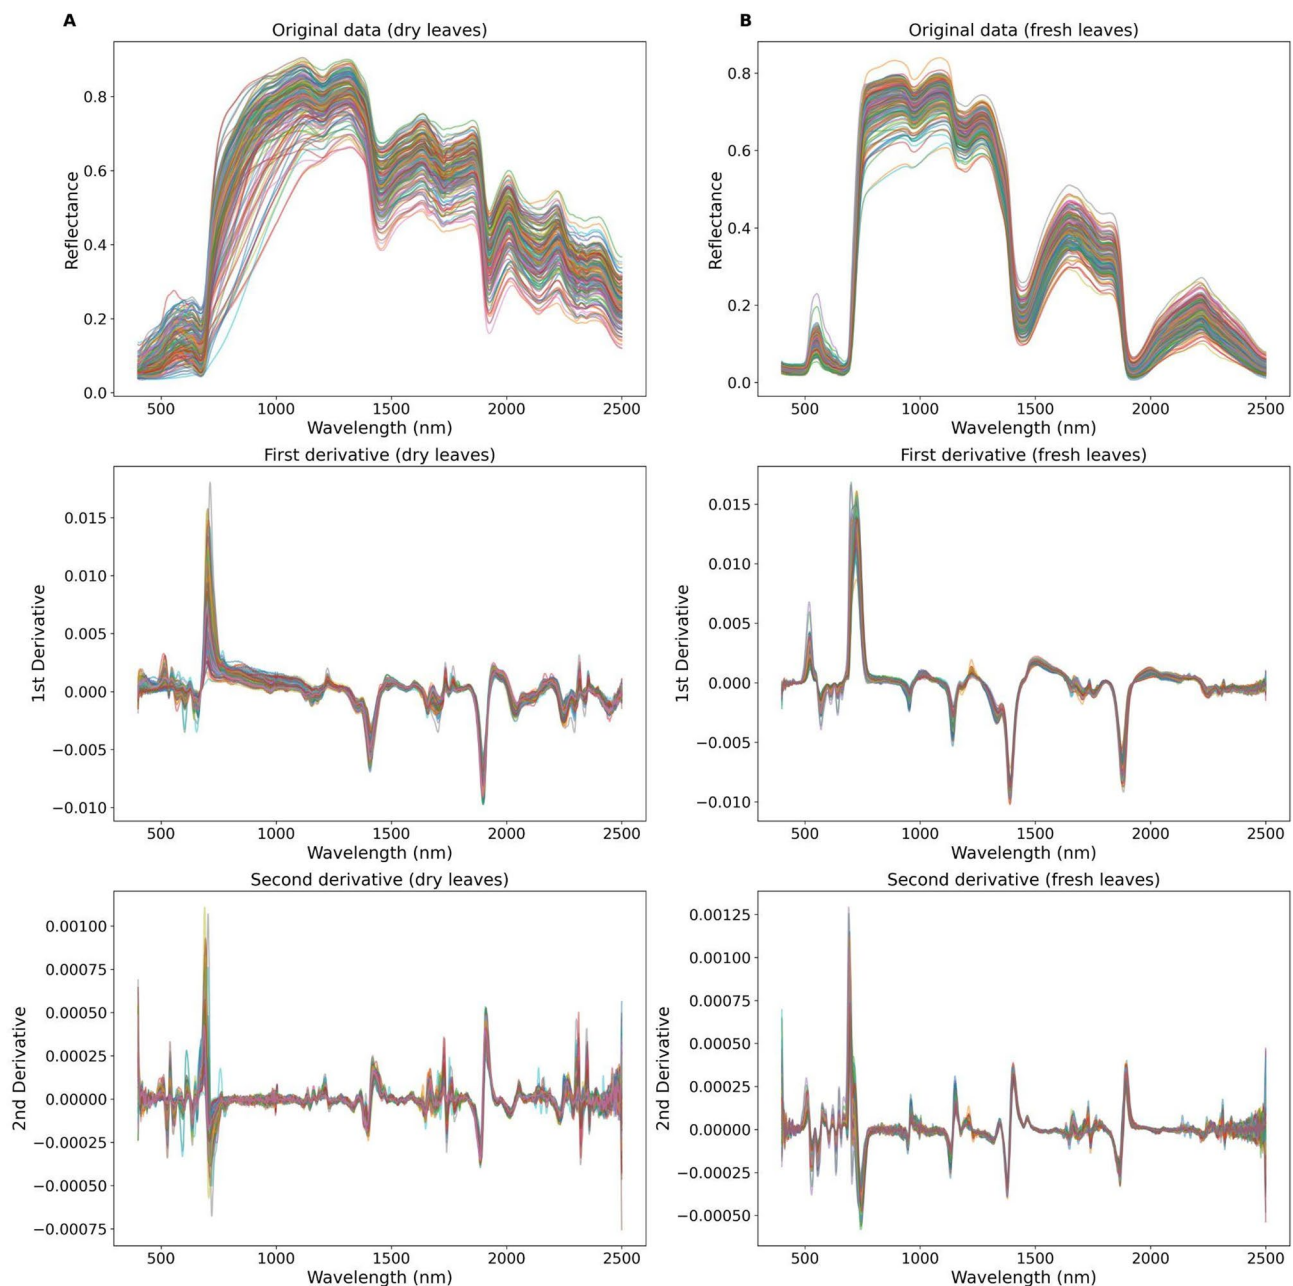 A
B
Original data (dry leaves)
Original data (fresh leaves)
Reflectance
0.8
0.6
0.4
0.2
0.0
500 1000 1500 2000 2500
Wavelength (nm)
Reflectance
0.8
0.6
0.4
0.2
0.0
500 1000 1500 2000 2500
Wavelength (nm)
First derivative (dry leaves)
1st Derivative
0.015
0.010
0.005
0.000
−0.005
−0.010
500 1000 1500 2000 2500
Wavelength (nm)
First derivative (fresh leaves)
1st Derivative
0.015
0.010
0.005
0.000
−0.005
−0.010
500 1000 1500 2000 2500
Wavelength (nm)
Second derivative (dry leaves)
2nd Derivative
0.00100
0.00075
0.00050
0.00025
0.00000
−0.00025
−0.00050
−0.00075
500 1000 1500 2000 2500
Wavelength (nm)
Second derivative (fresh leaves)
2nd Derivative
0.00125
0.00100
0.00075
0.00050
0.00025
0.00000
−0.00025
−0.00050
500 1000 1500 2000 2500
Wavelength (nm)